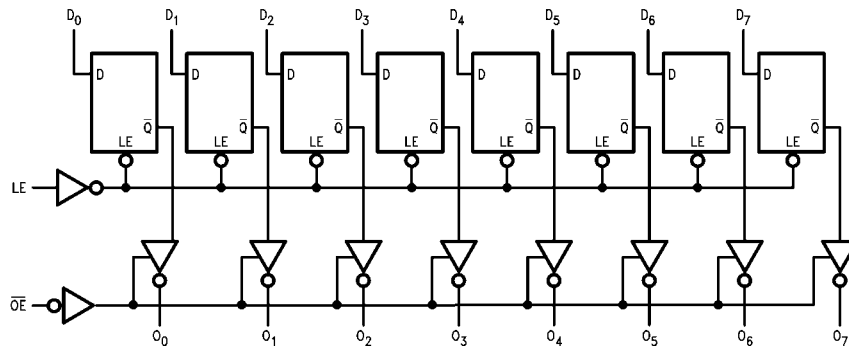 D₀ D₁ D₂ D₃ D₄ D₅ D₆ D₇
D D D D D D D D
Q̅ Q̅ Q̅ Q̅ Q̅ Q̅ Q̅ Q̅
LE LE LE LE LE LE LE LE
LE
O̅E̅
O₀ O₁ O₂ O₃ O₄ O₅ O₆ O₇